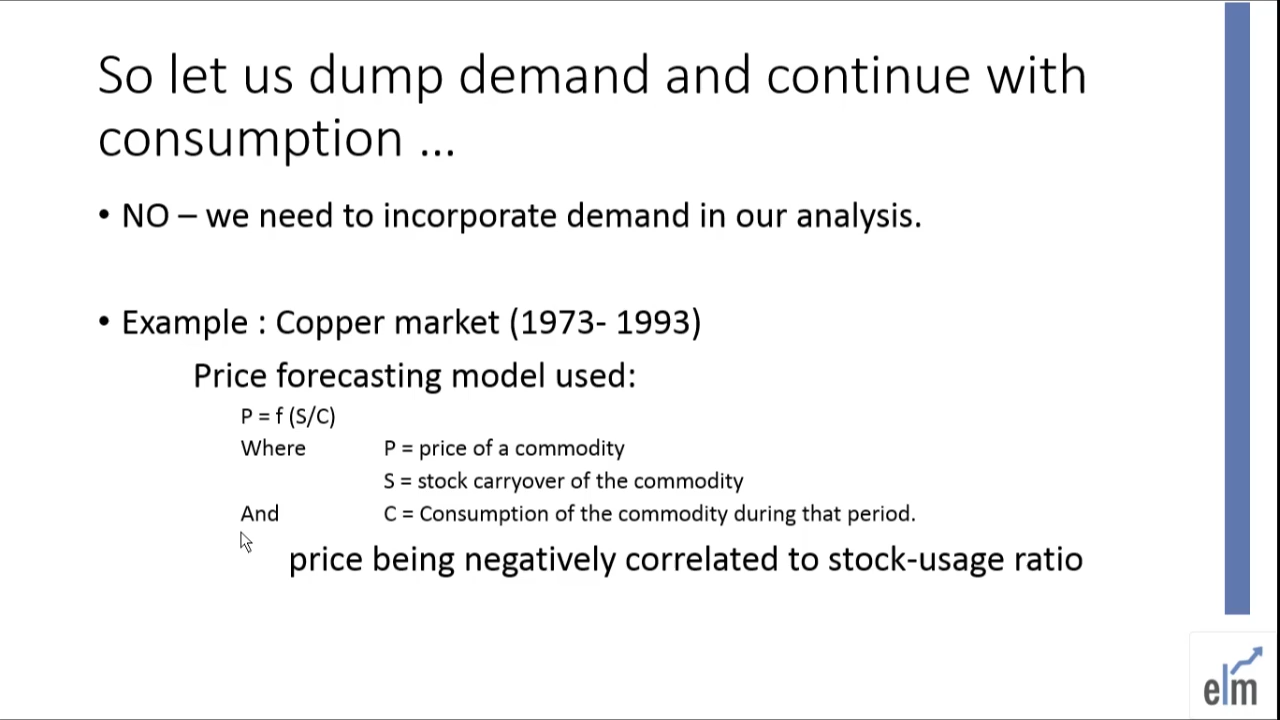 So let us dump demand and continue with
consumption ...
• NO – we need to incorporate demand in our analysis.
• Example : Copper market (1973- 1993)
Price forecasting model used:
P = f (S/C)
Where P = price of a commodity
S = stock carryover of the commodity
And C = Consumption of the commodity during that period.
price being negatively correlated to stock-usage ratio
elm